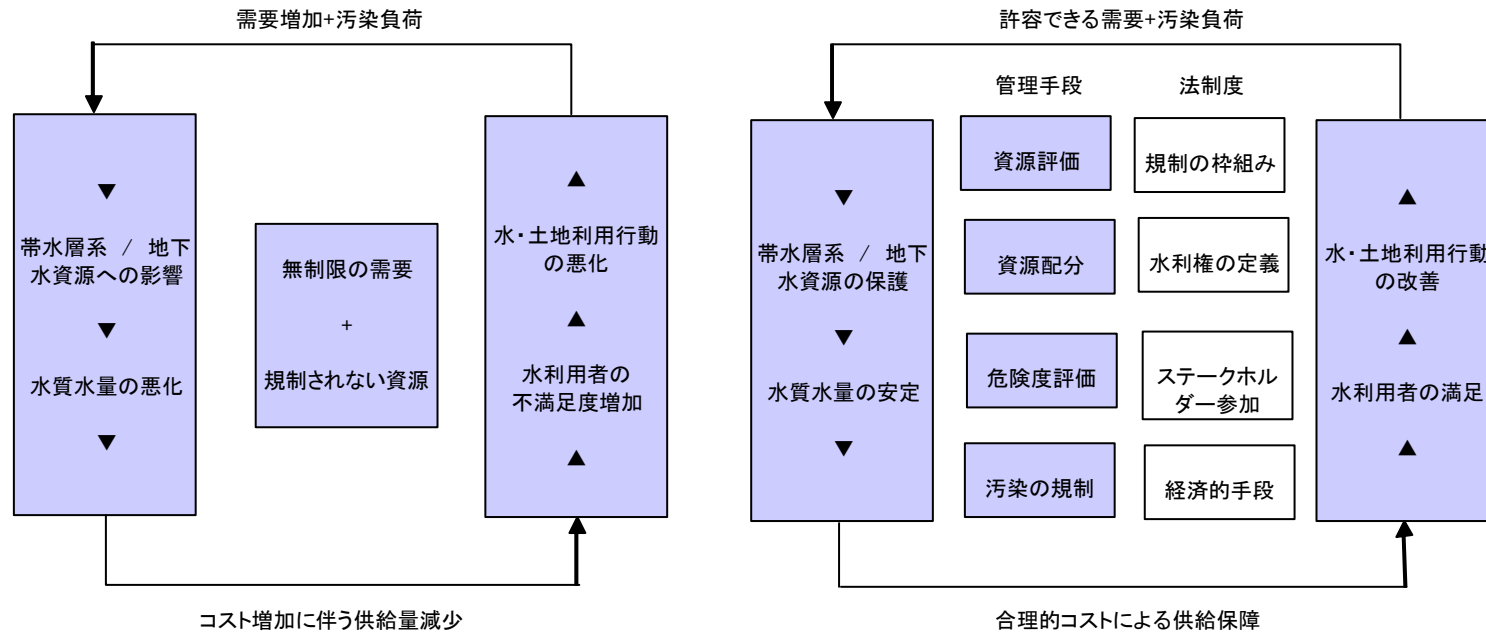 需要増加+汚染負荷
▼
帯水層系 / 地下
水資源への影響
▼
水質水量の悪化
▼
無制限の需要
+
規制されない資源
▲
水・土地利用行動
の悪化
▲
水利用者の
不満足度増加
▲
コスト増加に伴う供給量減少
許容できる需要+汚染負荷
▼
帯水層系 / 地下
水資源の保護
▼
水質水量の安定
▼
管理手段
資源評価
資源配分
危険度評価
汚染の規制
法制度
規制の枠組み
水利権の定義
ステークホル
ダー参加
経済的手段
▲
水・土地利用行動
の改善
▲
水利用者の満足
▲
合理的コストによる供給保障